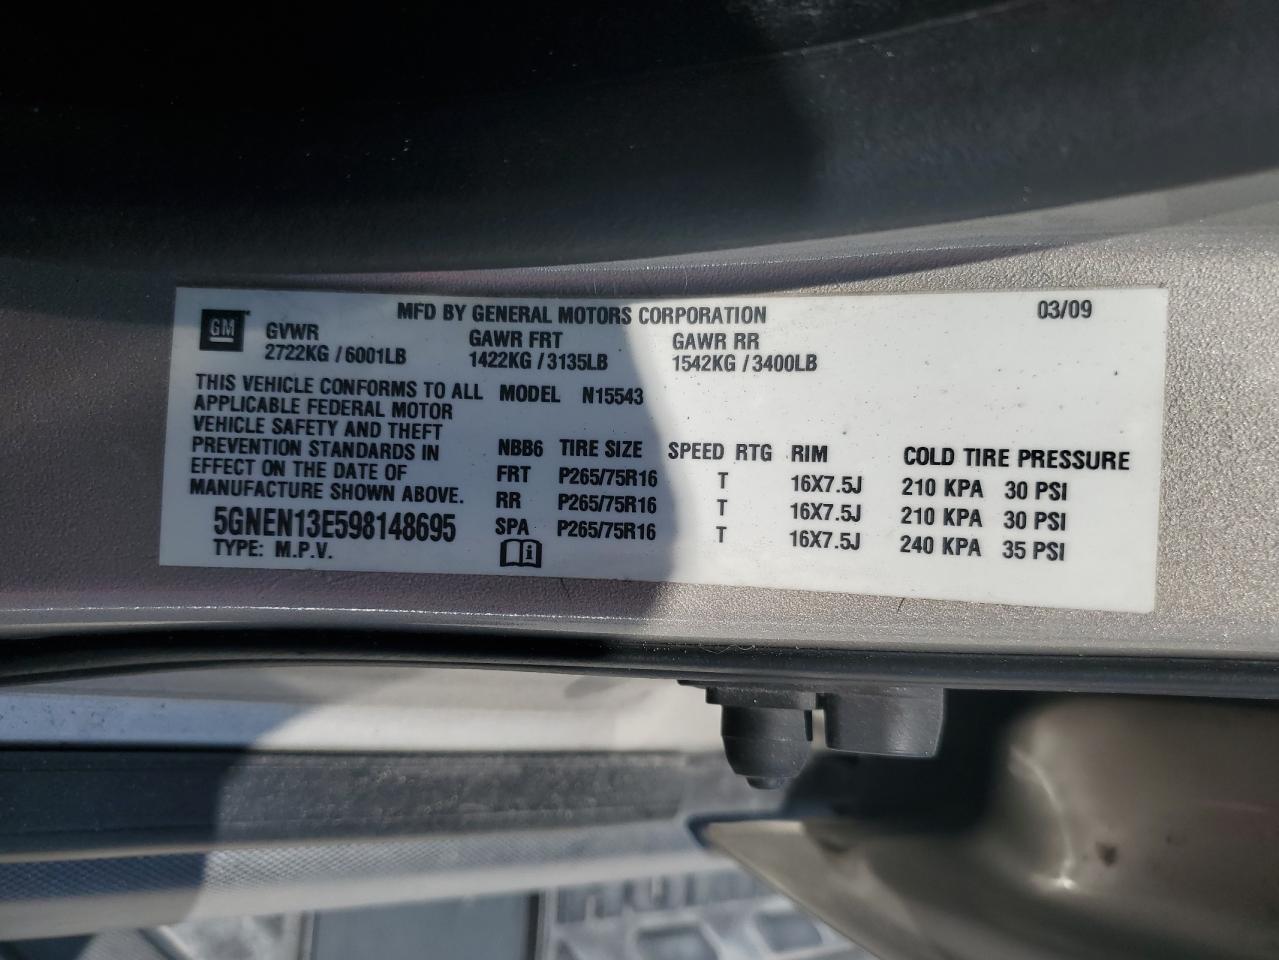 MFD BY GENERAL MOTORS CORPORATION 03/09
GM
GVWR GAWR FRT GAWR RR
2722KG / 6001LB 1422KG / 3135LB 1542KG / 3400LB
THIS VEHICLE CONFORMS TO ALL MODEL N15543
APPLICABLE FEDERAL MOTOR
VEHICLE SAFETY AND THEFT
PREVENTION STANDARDS IN NBB6 TIRE SIZE SPEED RTG RIM COLD TIRE PRESSURE
EFFECT ON THE DATE OF FRT P265/75R16 T 16X7.5J 210 KPA 30 PSI
MANUFACTURE SHOWN ABOVE. RR P265/75R16 T 16X7.5J 210 KPA 30 PSI
5GNEN13E598148695 SPA P265/75R16 T 16X7.5J 240 KPA 35 PSI
TYPE: M.P.V.